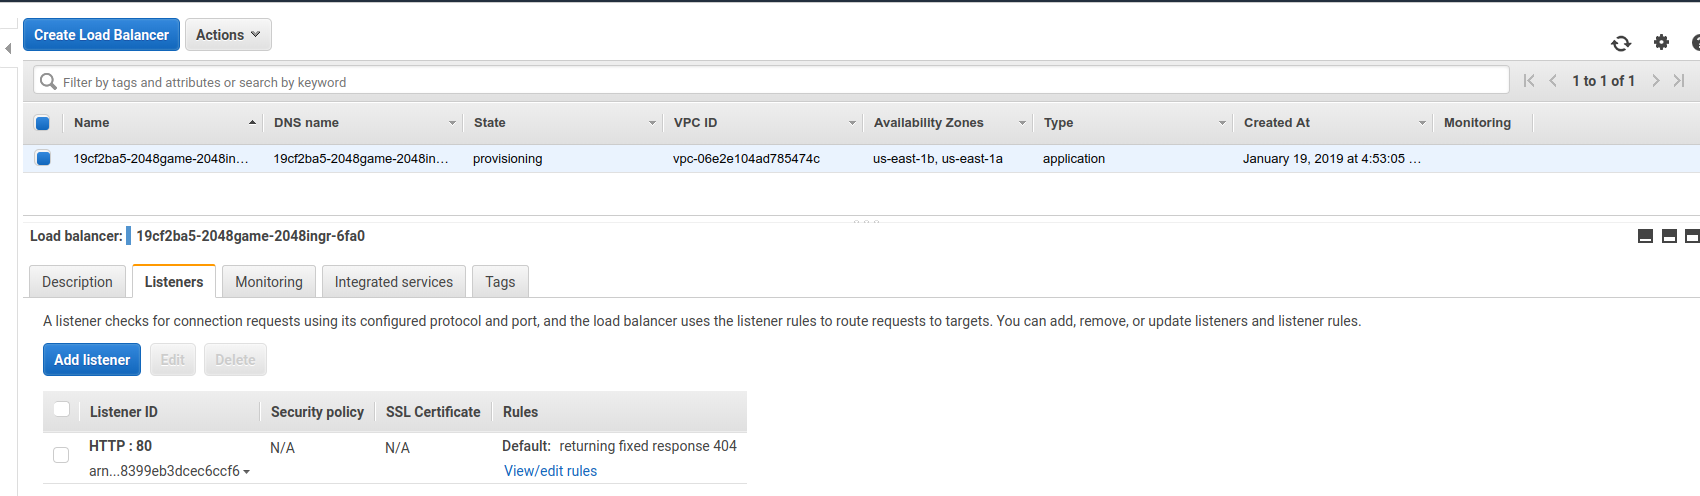 Create Load Balancer Actions
Filter by tags and attributes or search by keyword 1 to 1 of 1
Name DNS name State VPC ID Availability Zones Type Created At Monitoring
19cf2ba5-2048game-2048in... 19cf2ba5-2048game-2048in... provisioning vpc-06e2e104ad785474c us-east-1b, us-east-1a application January 19, 2019 at 4:53:05 ...
Load balancer: 19cf2ba5-2048game-2048ingr-6fa0
Description Listeners Monitoring Integrated services Tags
A listener checks for connection requests using its configured protocol and port, and the load balancer uses the listener rules to route requests to targets. You can add, remove, or update listeners and listener rules.
Add listener Edit Delete
Listener ID Security policy SSL Certificate Rules
HTTP : 80 N/A N/A Default: returning fixed response 404
arn...8399eb3dcec6ccf6 View/edit rules